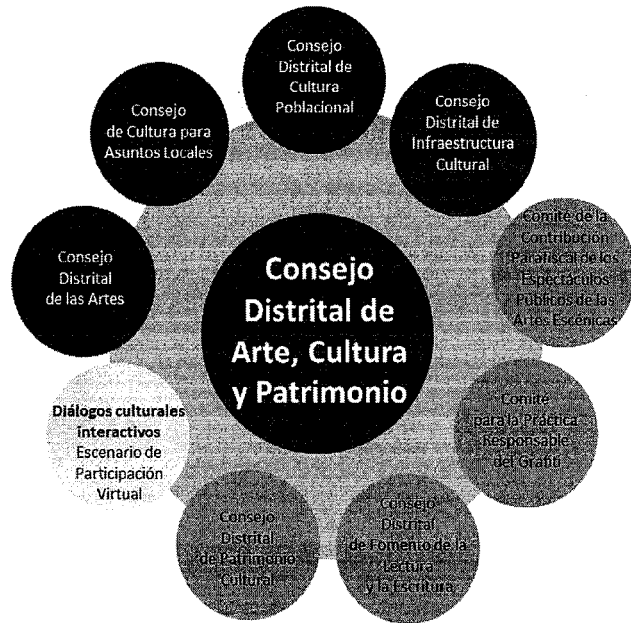 Consejo
Distrital de
Cultura
Poblacional
Consejo
Distrital de
Infraestructura
Cultural
Comité de la
Contribución
Parafiscal de los
Espectáculos
Públicos de las
Artes Escénicas
Comité
para la Práctica
Responsable
del Grafiti
Consejo
Distrital
de Fomento de la
Lectura
y la Escritura
Consejo
Distrital
de Patrimonio
Cultural
Diálogos culturales
interactivos
Escenario de
Participación
Virtual
Consejo
Distrital
de las Artes
Consejo
de Cultura para
Asuntos Locales
Consejo
Distrital de
Arte, Cultura
y Patrimonio